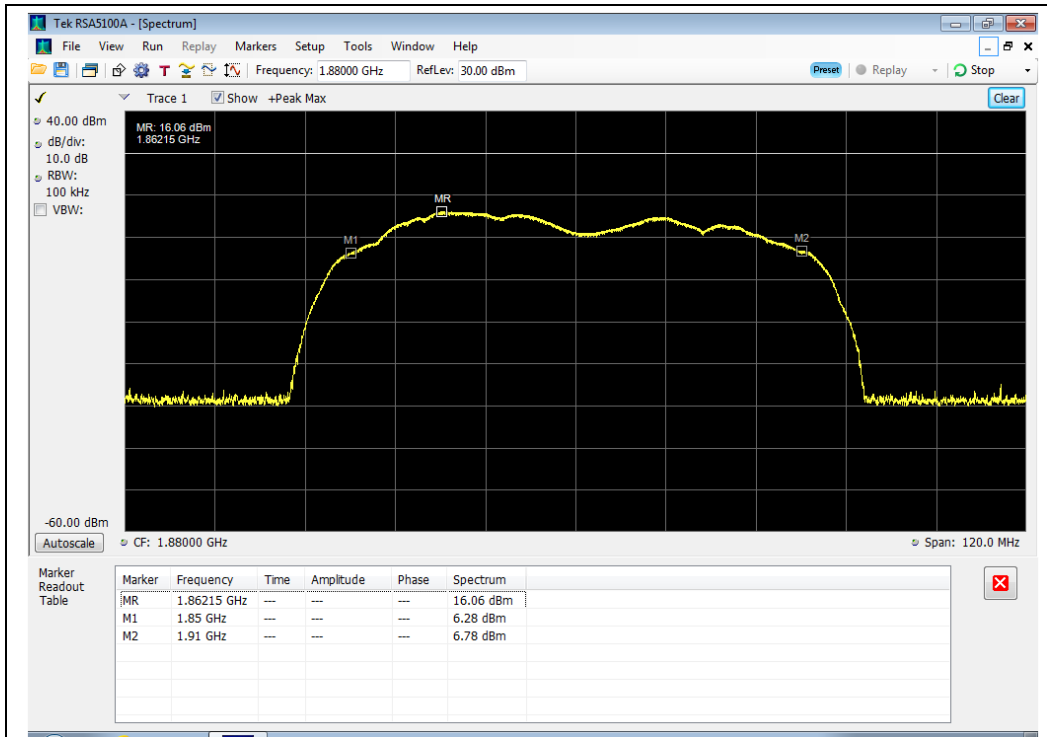 Tek RSA5100A - [Spectrum]
File View Run Replay Markers Setup Tools Window Help
Frequency: 1.88000 GHz RefLev: 30.00 dBm Preset Replay Stop
Trace 1 Show +Peak Max Clear
40.00 dBm
dB/div:
10.0 dB
RBW:
100 kHz
VBW:
MR: 16.06 dBm
1.86215 GHz
MR
M1
M2
-60.00 dBm
Autoscale CF: 1.88000 GHz Span: 120.0 MHz
Marker
Readout
Table
Marker Frequency Time Amplitude Phase Spectrum
MR 1.86215 GHz --- --- --- 16.06 dBm
M1 1.85 GHz --- --- --- 6.28 dBm
M2 1.91 GHz --- --- --- 6.78 dBm